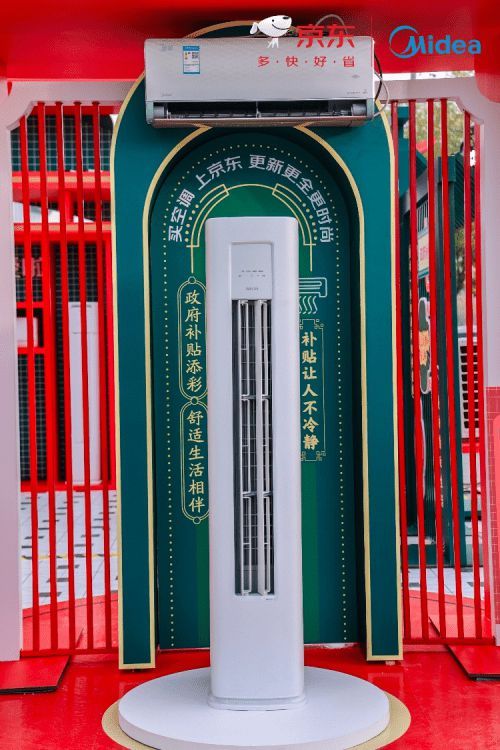 京东
多·快·好·省
Midea
买空调 上京东 更新更全更时尚
政府补贴添彩
舒适生活相伴
补贴让人不冷静